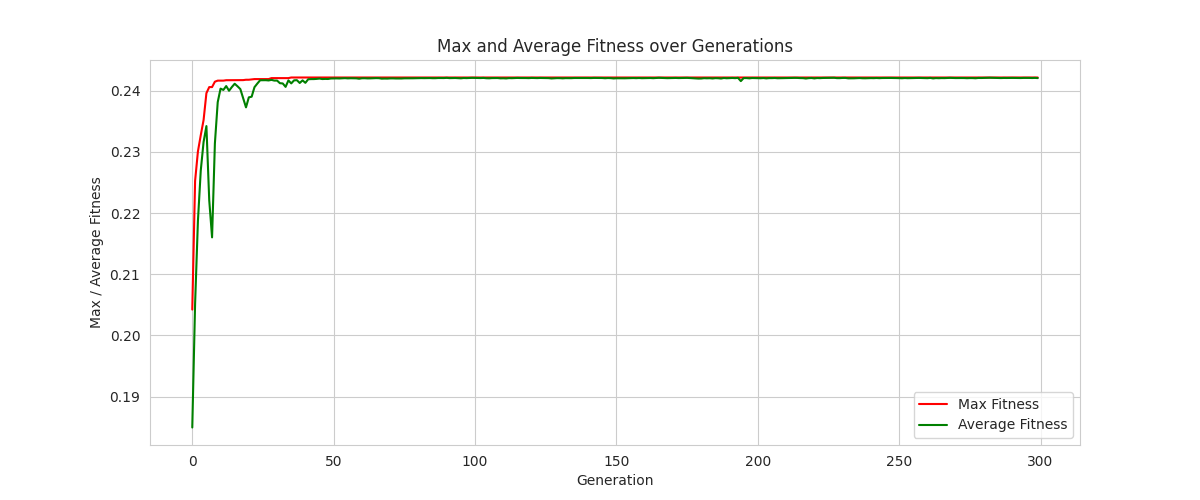 Max and Average Fitness over Generations
Max / Average Fitness
0.24
0.23
0.22
0.21
0.20
0.19
0
50
100
150
200
250
300
Generation
Max Fitness
Average Fitness